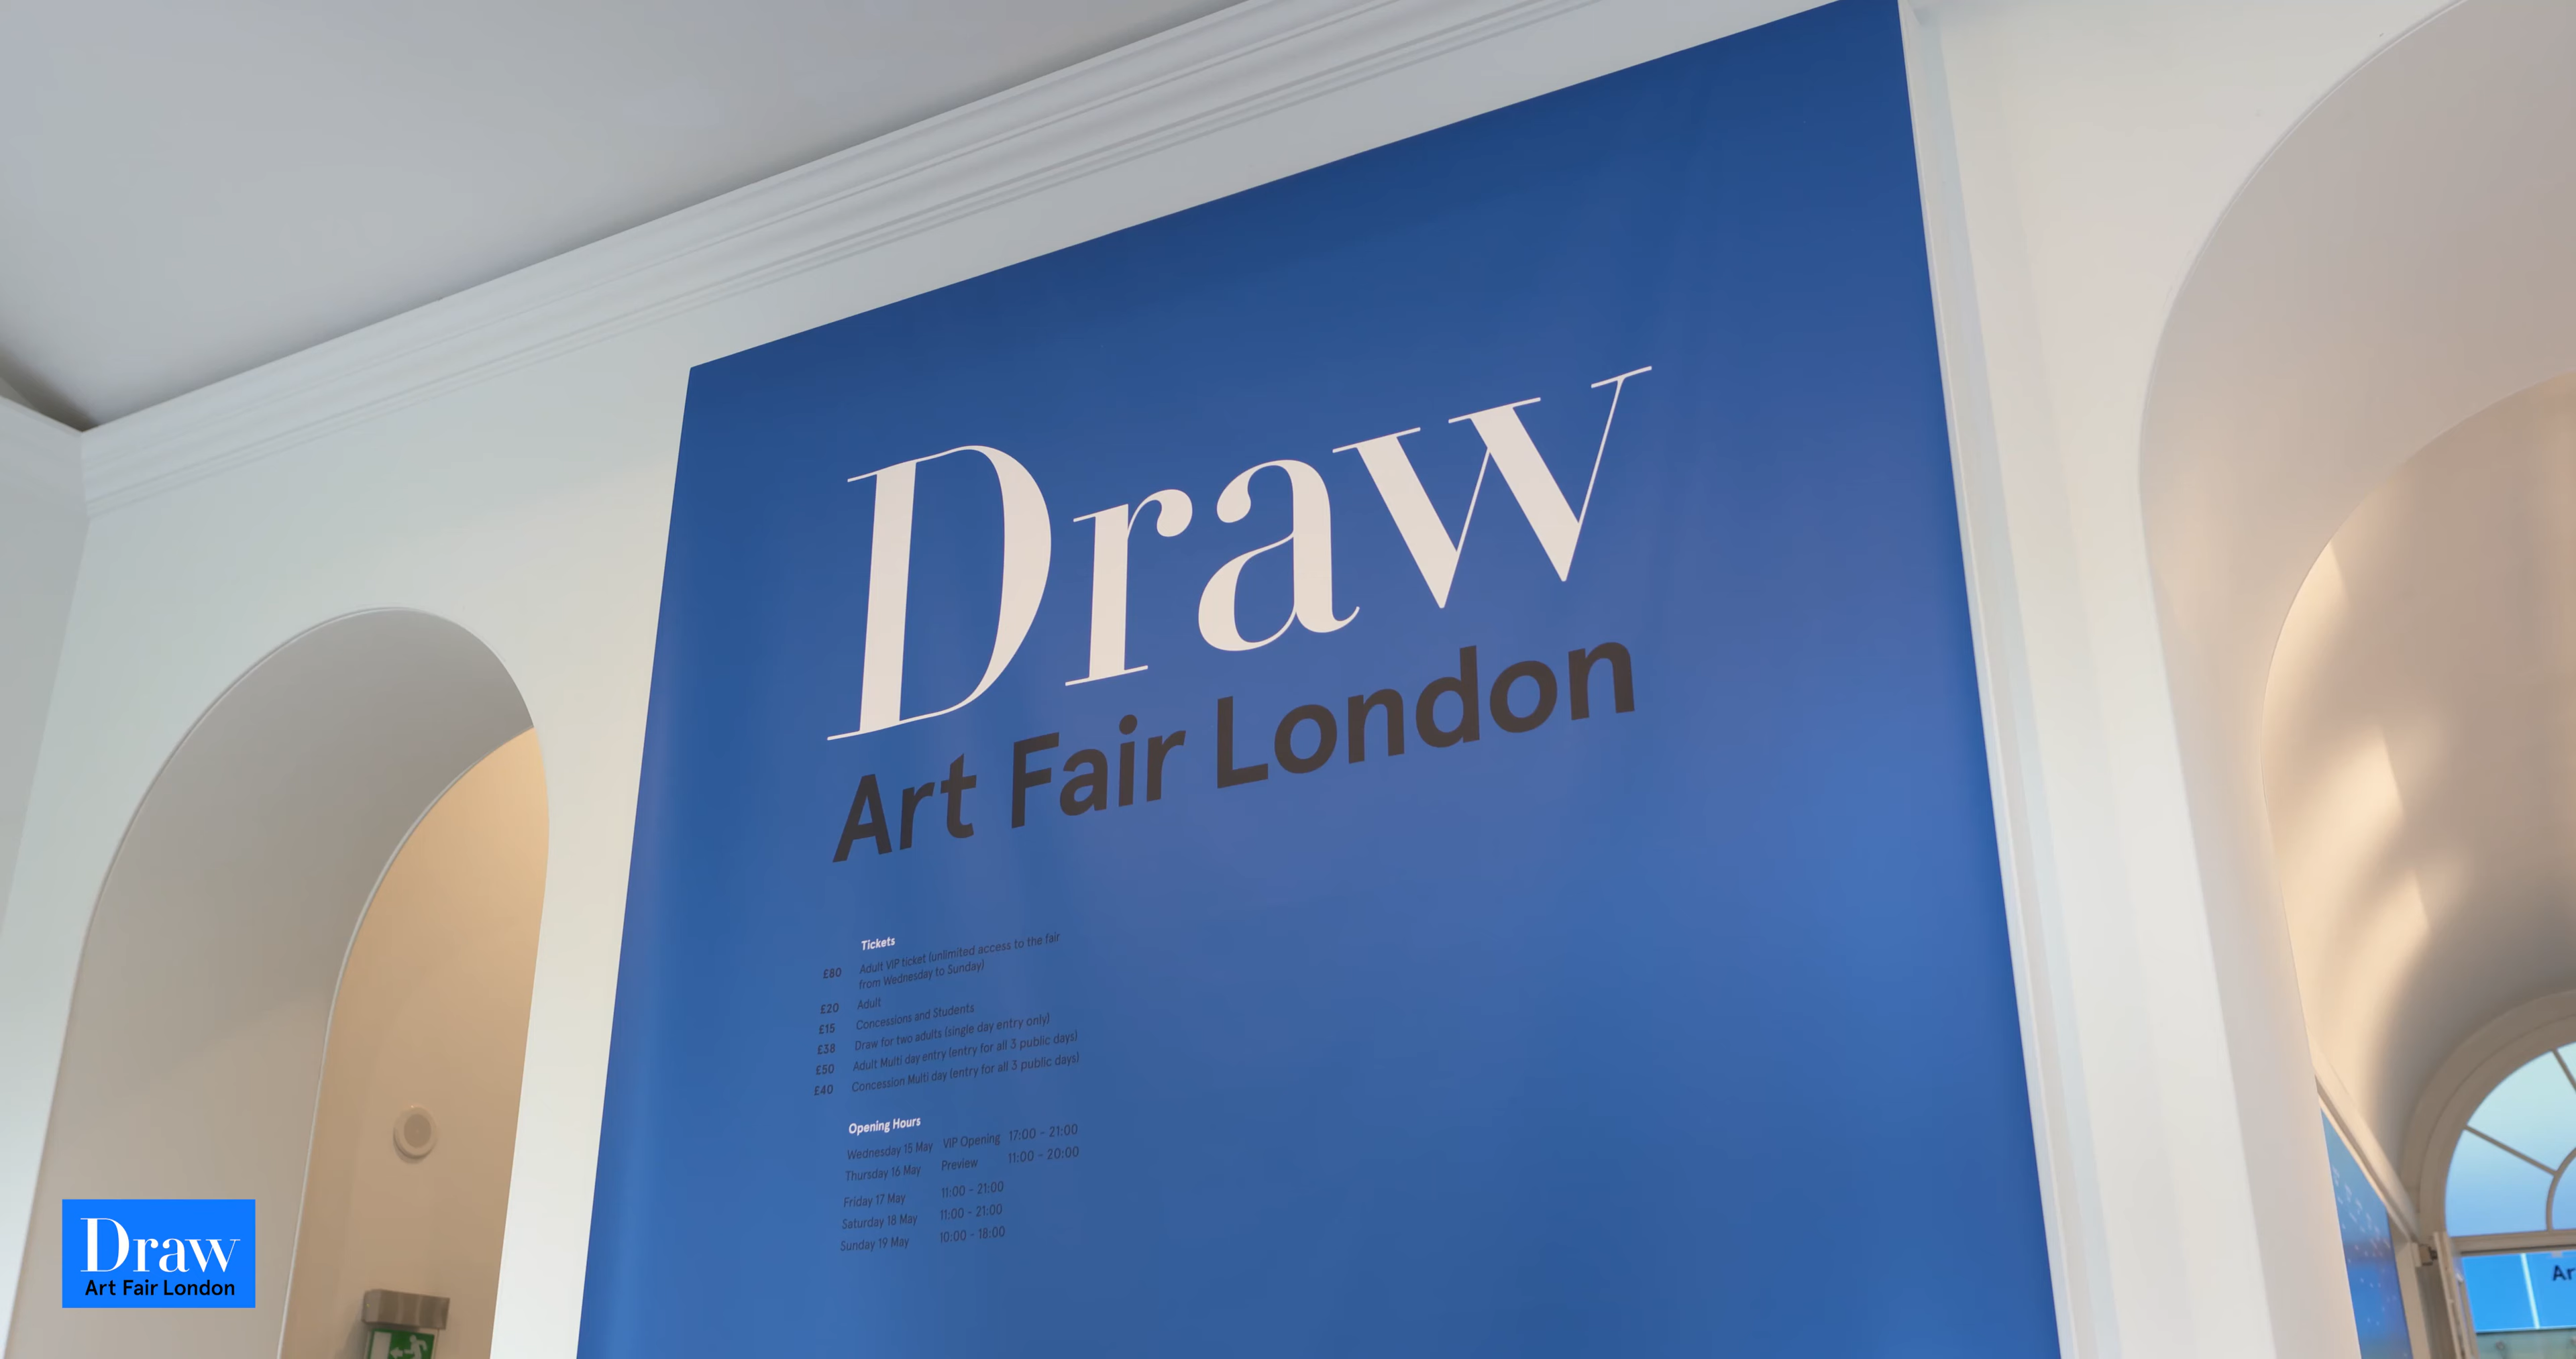 Draw
Art Fair London
Tickets
£80 Adult VIP ticket (unlimited access to the fair
from Wednesday to Sunday)
£20 Adult
£15 Concessions and Students
£38 Draw for two adults (single day entry only)
£50 Adult Multi day entry (entry for all 3 public days)
£40 Concession Multi day (entry for all 3 public days)
Opening Hours
Wednesday 15 May VIP Opening 17:00 - 21:00
Thursday 16 May Preview 11:00 - 20:00
Friday 17 May 11:00 - 21:00
Saturday 18 May 11:00 - 21:00
Sunday 19 May 10:00 - 18:00
Draw
Art Fair London